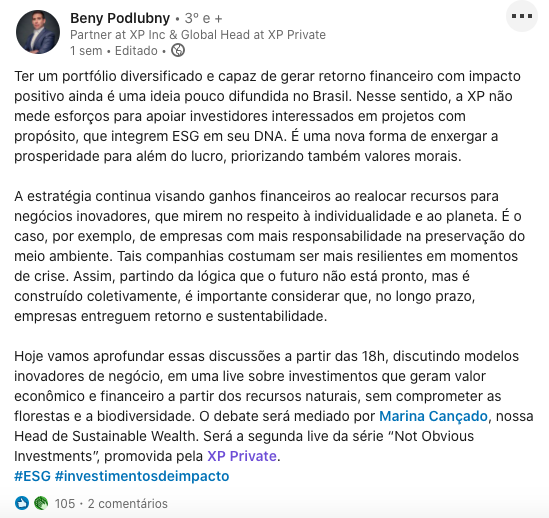 Beny Podlubny • 3º e +
Partner at XP Inc & Global Head at XP Private
1 sem • Editado •
Ter um portfólio diversificado e capaz de gerar retorno financeiro com impacto
positivo ainda é uma ideia pouco difundida no Brasil. Nesse sentido, a XP não
mede esforços para apoiar investidores interessados em projetos com
propósito, que integrem ESG em seu DNA. É uma nova forma de enxergar a
prosperidade para além do lucro, priorizando também valores morais.
A estratégia continua visando ganhos financeiros ao realocar recursos para
negócios inovadores, que mirem no respeito à individualidade e ao planeta. É o
caso, por exemplo, de empresas com mais responsabilidade na preservação do
meio ambiente. Tais companhias costumam ser mais resilientes em momentos
de crise. Assim, partindo da lógica que o futuro não está pronto, mas é
construído coletivamente, é importante considerar que, no longo prazo,
empresas entreguem retorno e sustentabilidade.
Hoje vamos aprofundar essas discussões a partir das 18h, discutindo modelos
inovadores de negócio, em uma live sobre investimentos que geram valor
econômico e financeiro a partir dos recursos naturais, sem comprometer as
florestas e a biodiversidade. O debate será mediado por Marina Cançado, nossa
Head de Sustainable Wealth. Será a segunda live da série “Not Obvious
Investments”, promovida pela XP Private.
#ESG #investimentosdeimpacto
105 · 2 comentários